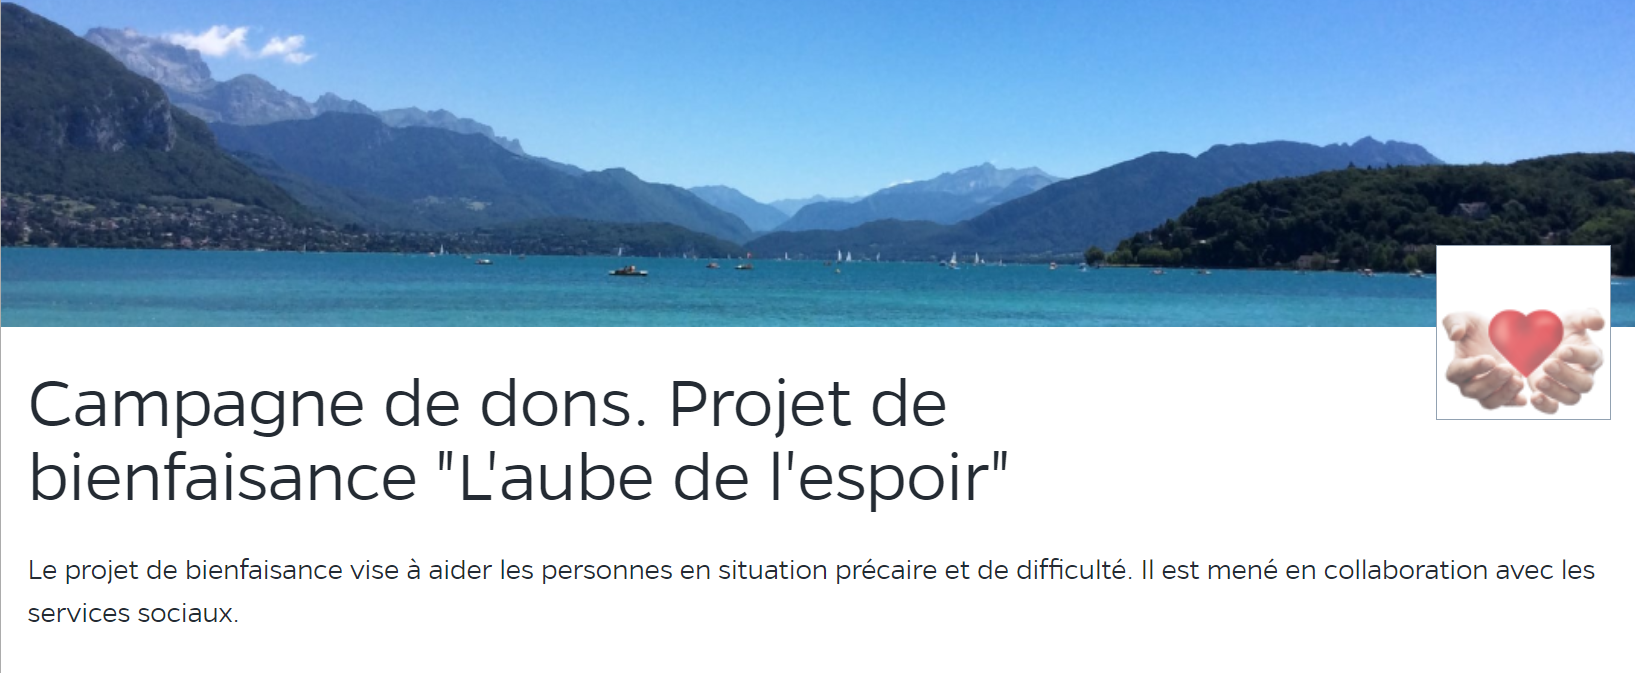 Campagne de dons. Projet de
bienfaisance "L'aube de l'espoir"
Le projet de bienfaisance vise à aider les personnes en situation précaire et de difficulté. Il est mené en collaboration avec les
services sociaux.